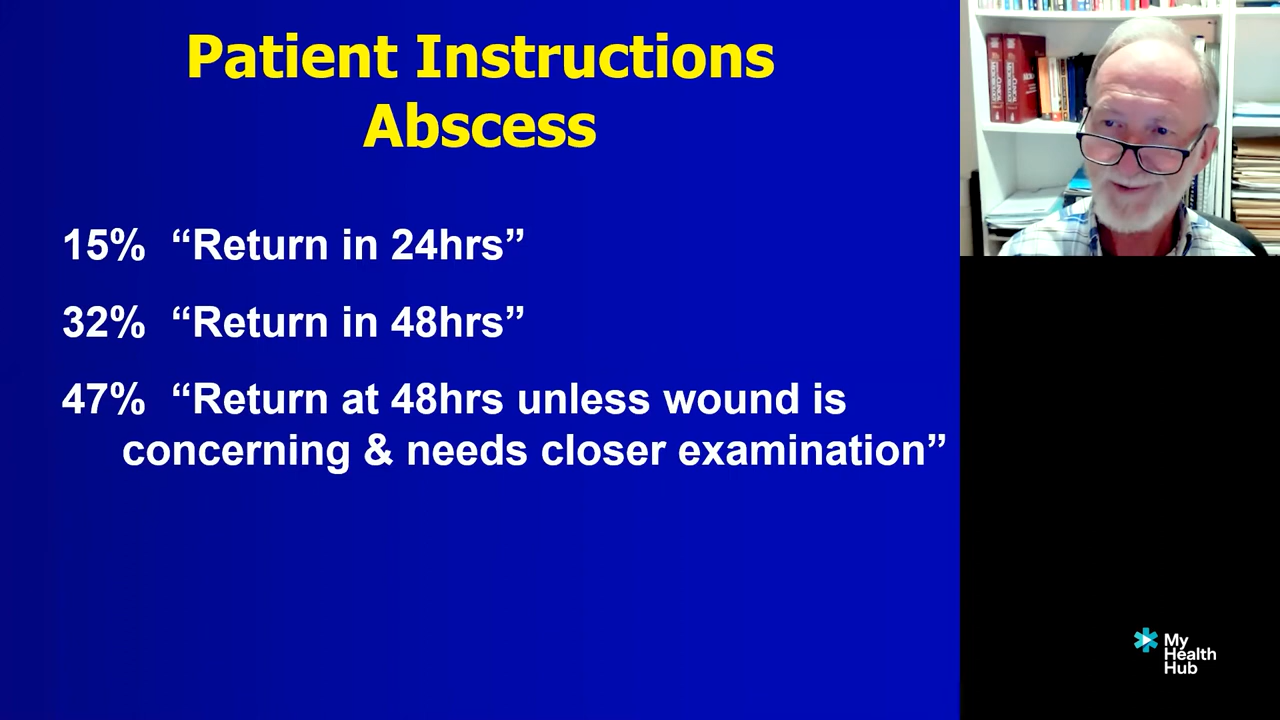 Patient Instructions
Abscess
15% “Return in 24hrs”
32% “Return in 48hrs”
47% “Return at 48hrs unless wound is
concerning & needs closer examination”
My
Health
Hub